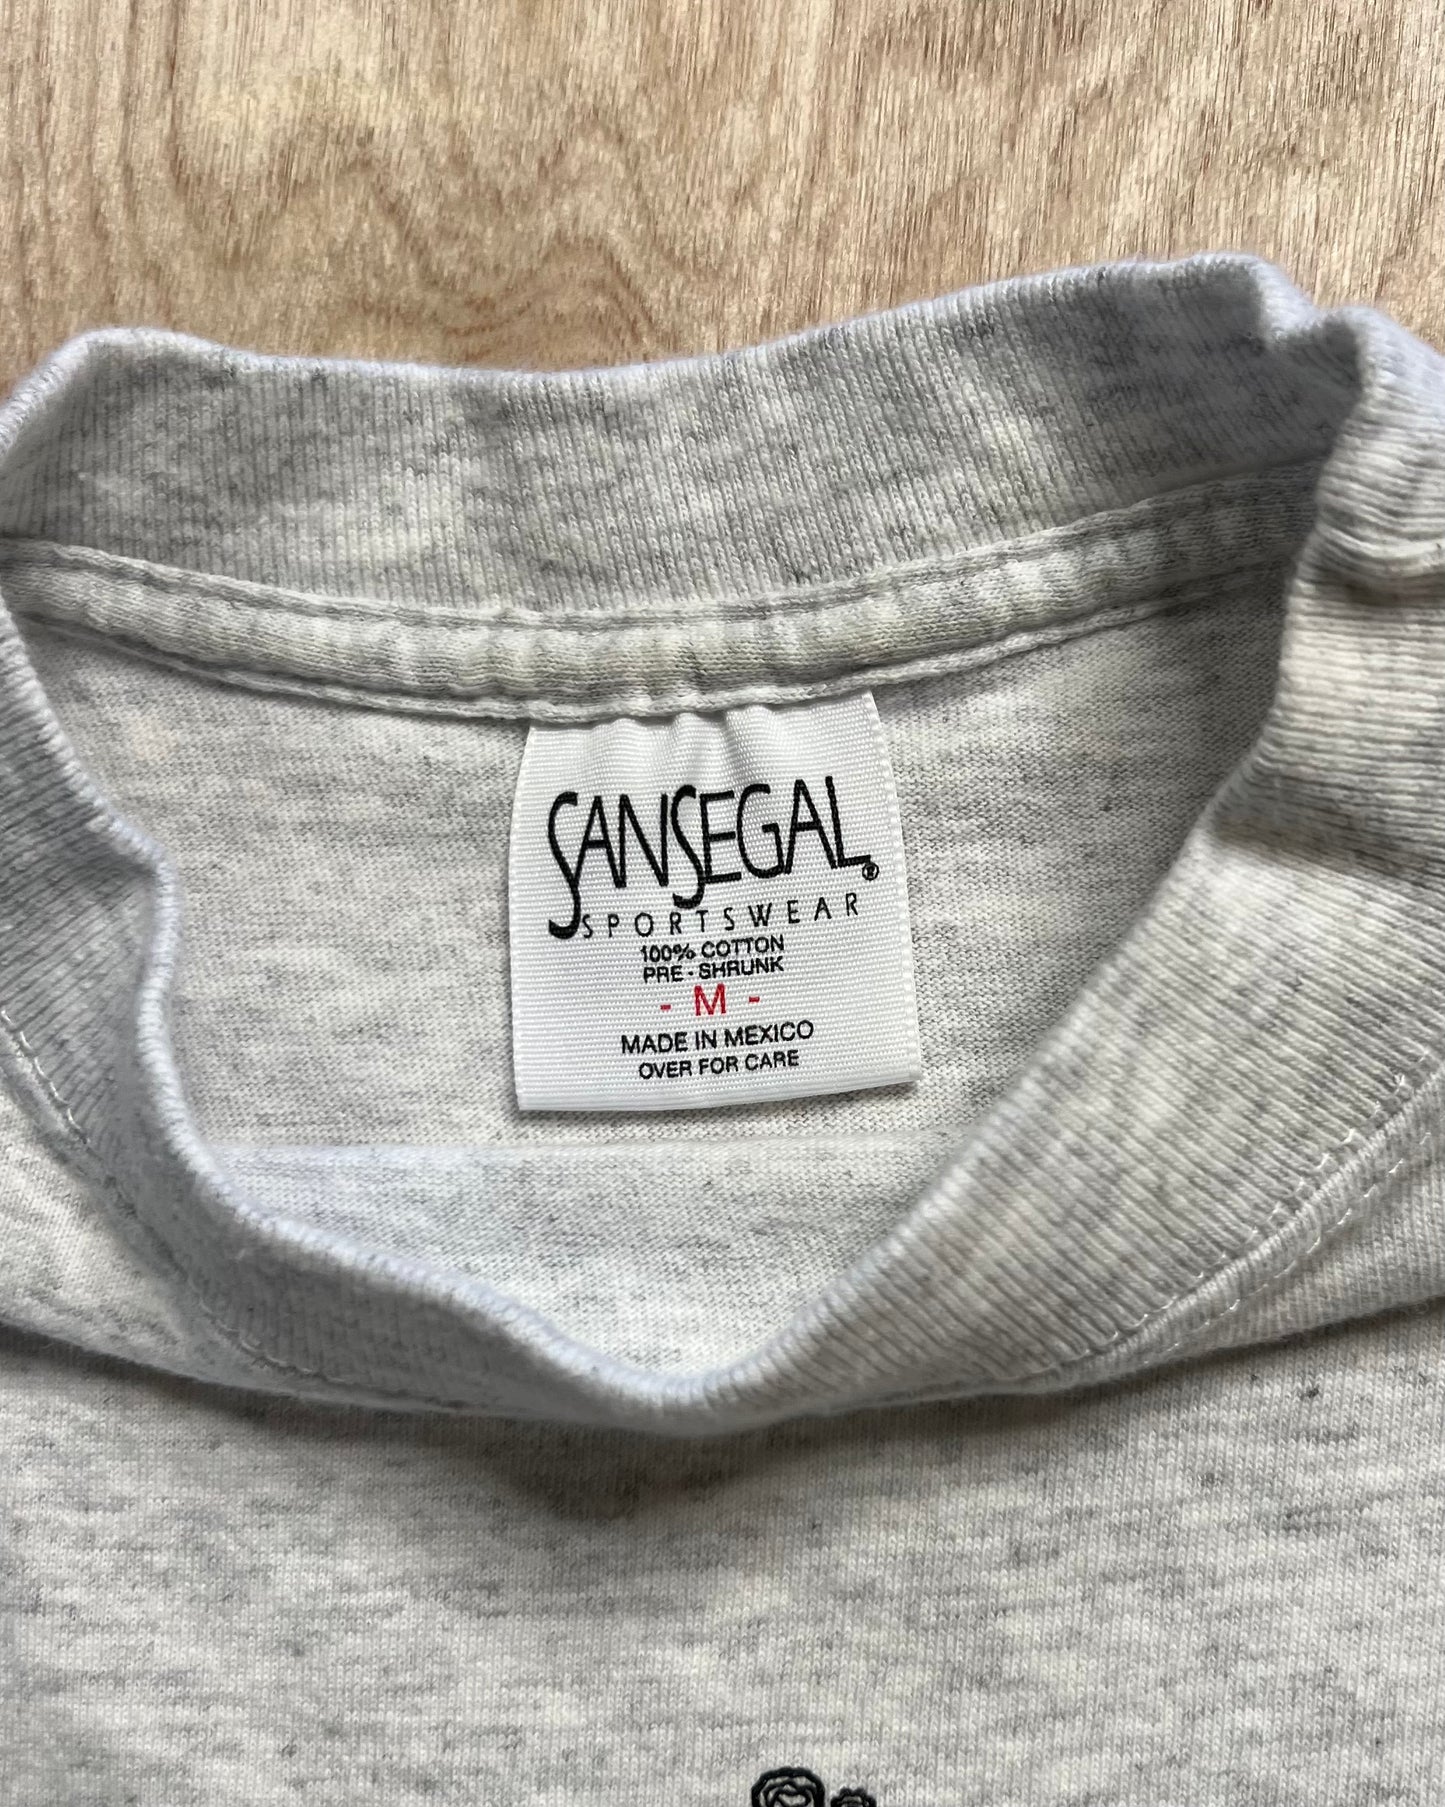 SANSEGAL®
SPORTSWEAR
100% COTTON
PRE-SHRUNK
- M -
MADE IN MEXICO
OVER FOR CARE